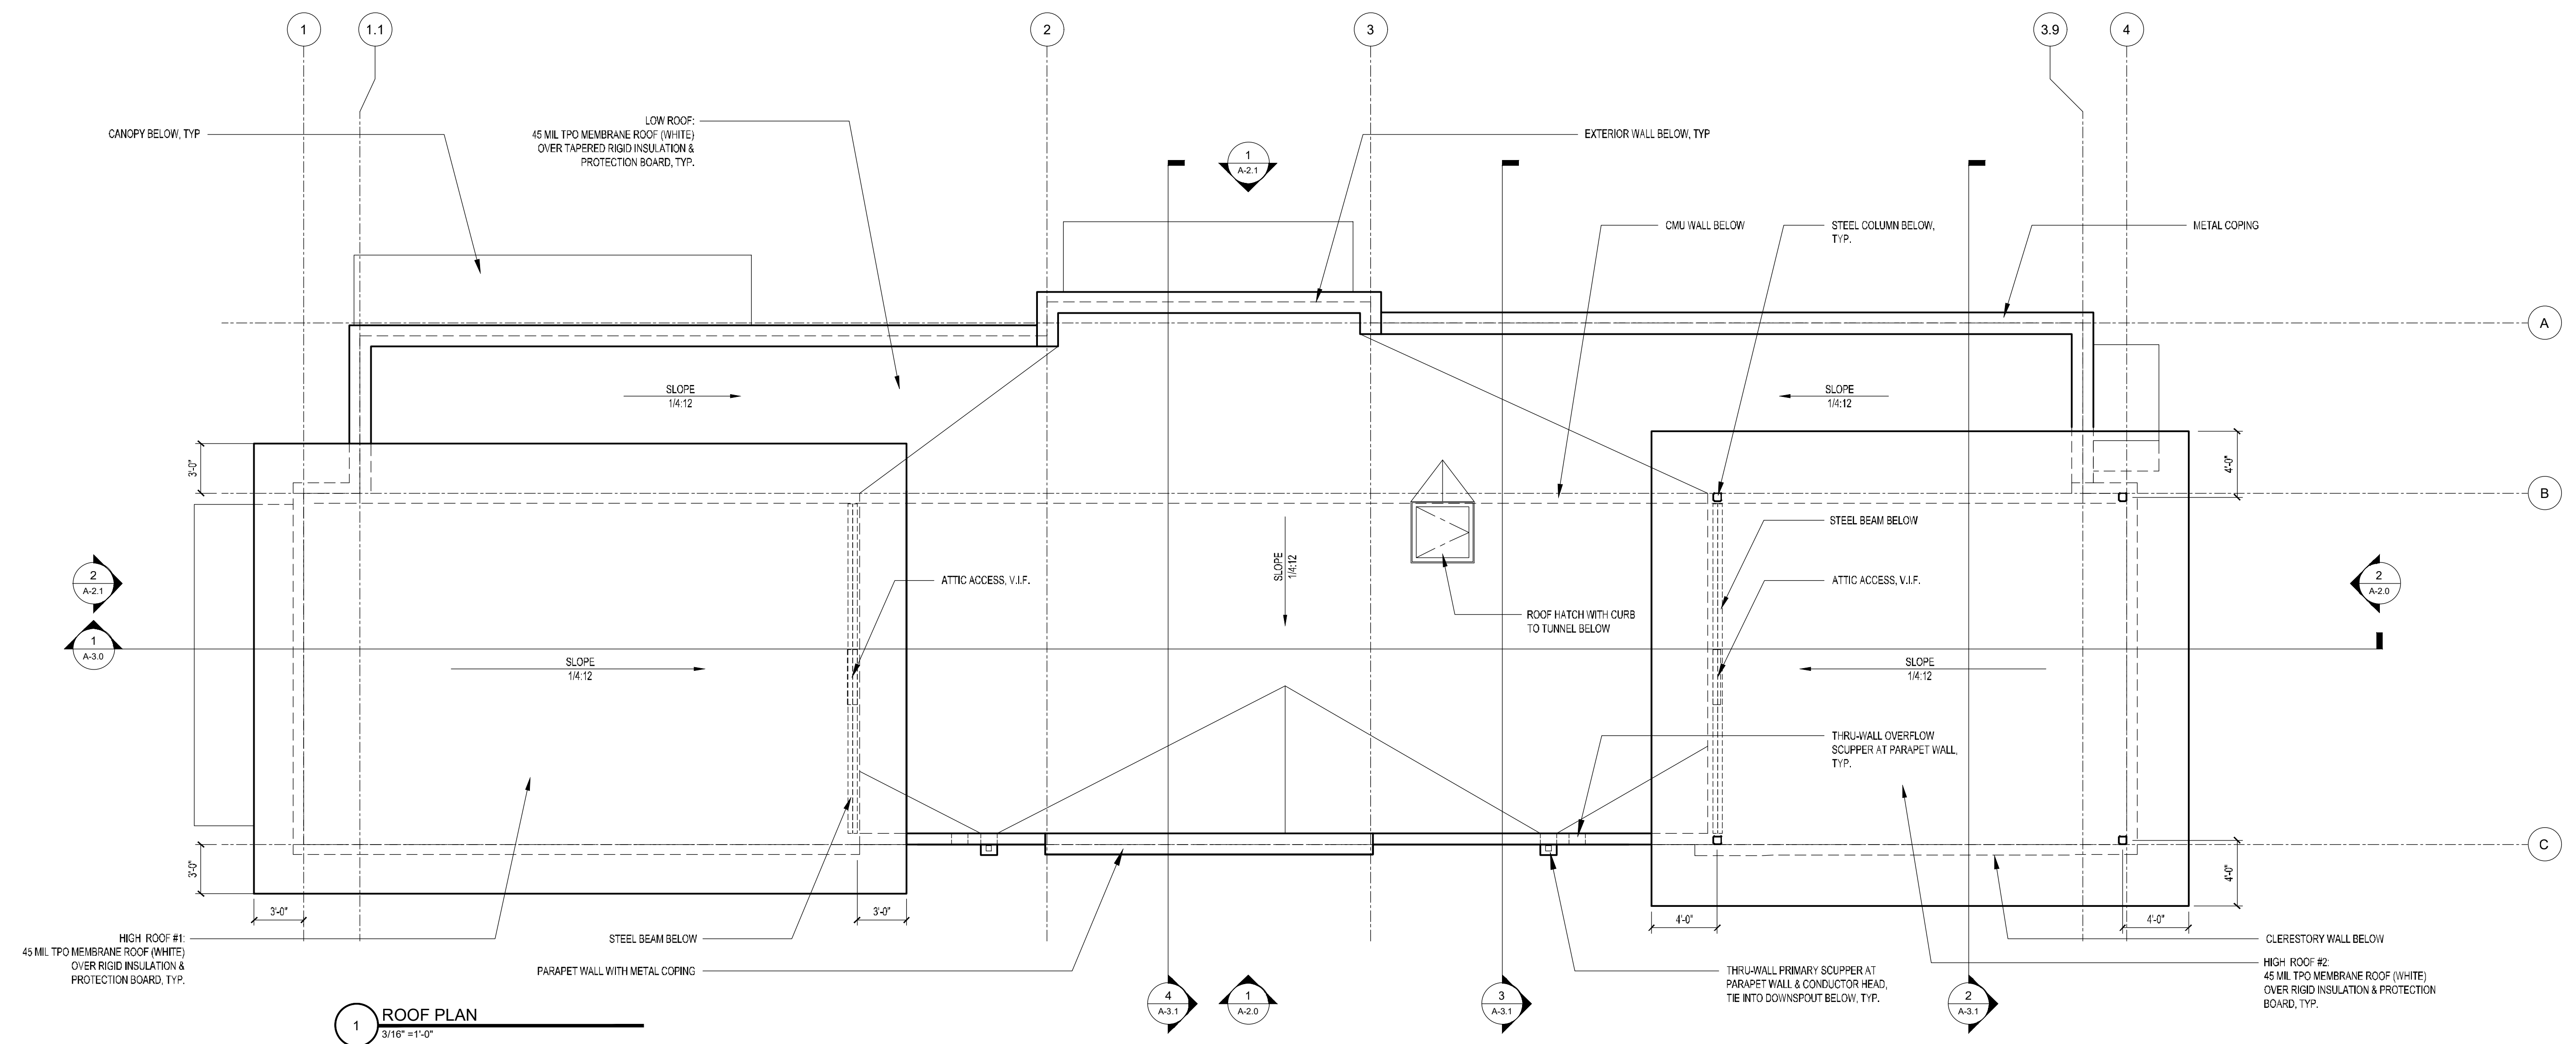 1
1.1
2
3
3.9
4
CANOPY BELOW, TYP
LOW ROOF:
45 MIL TPO MEMBRANE ROOF (WHITE)
OVER TAPERED RIGID INSULATION &
PROTECTION BOARD, TYP.
EXTERIOR WALL BELOW, TYP
1
A-2.1
CMU WALL BELOW
STEEL COLUMN BELOW,
TYP.
METAL COPING
A
SLOPE
1/4:12
SLOPE
1/4:12
3'-0"
4'-0"
B
STEEL BEAM BELOW
2
A-2.1
ATTIC ACCESS, V.I.F.
SLOPE
1/4:12
ATTIC ACCESS, V.I.F.
2
A-2.0
ROOF HATCH WITH CURB
TO TUNNEL BELOW
1
A-3.0
SLOPE
1/4:12
SLOPE
1/4:12
THRU-WALL OVERFLOW
SCUPPER AT PARAPET WALL,
TYP.
C
3'-0"
4'-0"
3'-0"
3'-0"
4'-0"
4'-0"
HIGH ROOF #1:
45 MIL TPO MEMBRANE ROOF (WHITE)
OVER RIGID INSULATION &
PROTECTION BOARD, TYP.
STEEL BEAM BELOW
PARAPET WALL WITH METAL COPING
CLERESTORY WALL BELOW
THRU-WALL PRIMARY SCUPPER AT
PARAPET WALL & CONDUCTOR HEAD,
TIE INTO DOWNSPOUT BELOW, TYP.
HIGH ROOF #2:
45 MIL TPO MEMBRANE ROOF (WHITE)
OVER RIGID INSULATION & PROTECTION
BOARD, TYP.
4
A-3.1
1
A-2.0
3
A-3.1
2
A-3.1
1
ROOF PLAN
3/16" =1'-0"